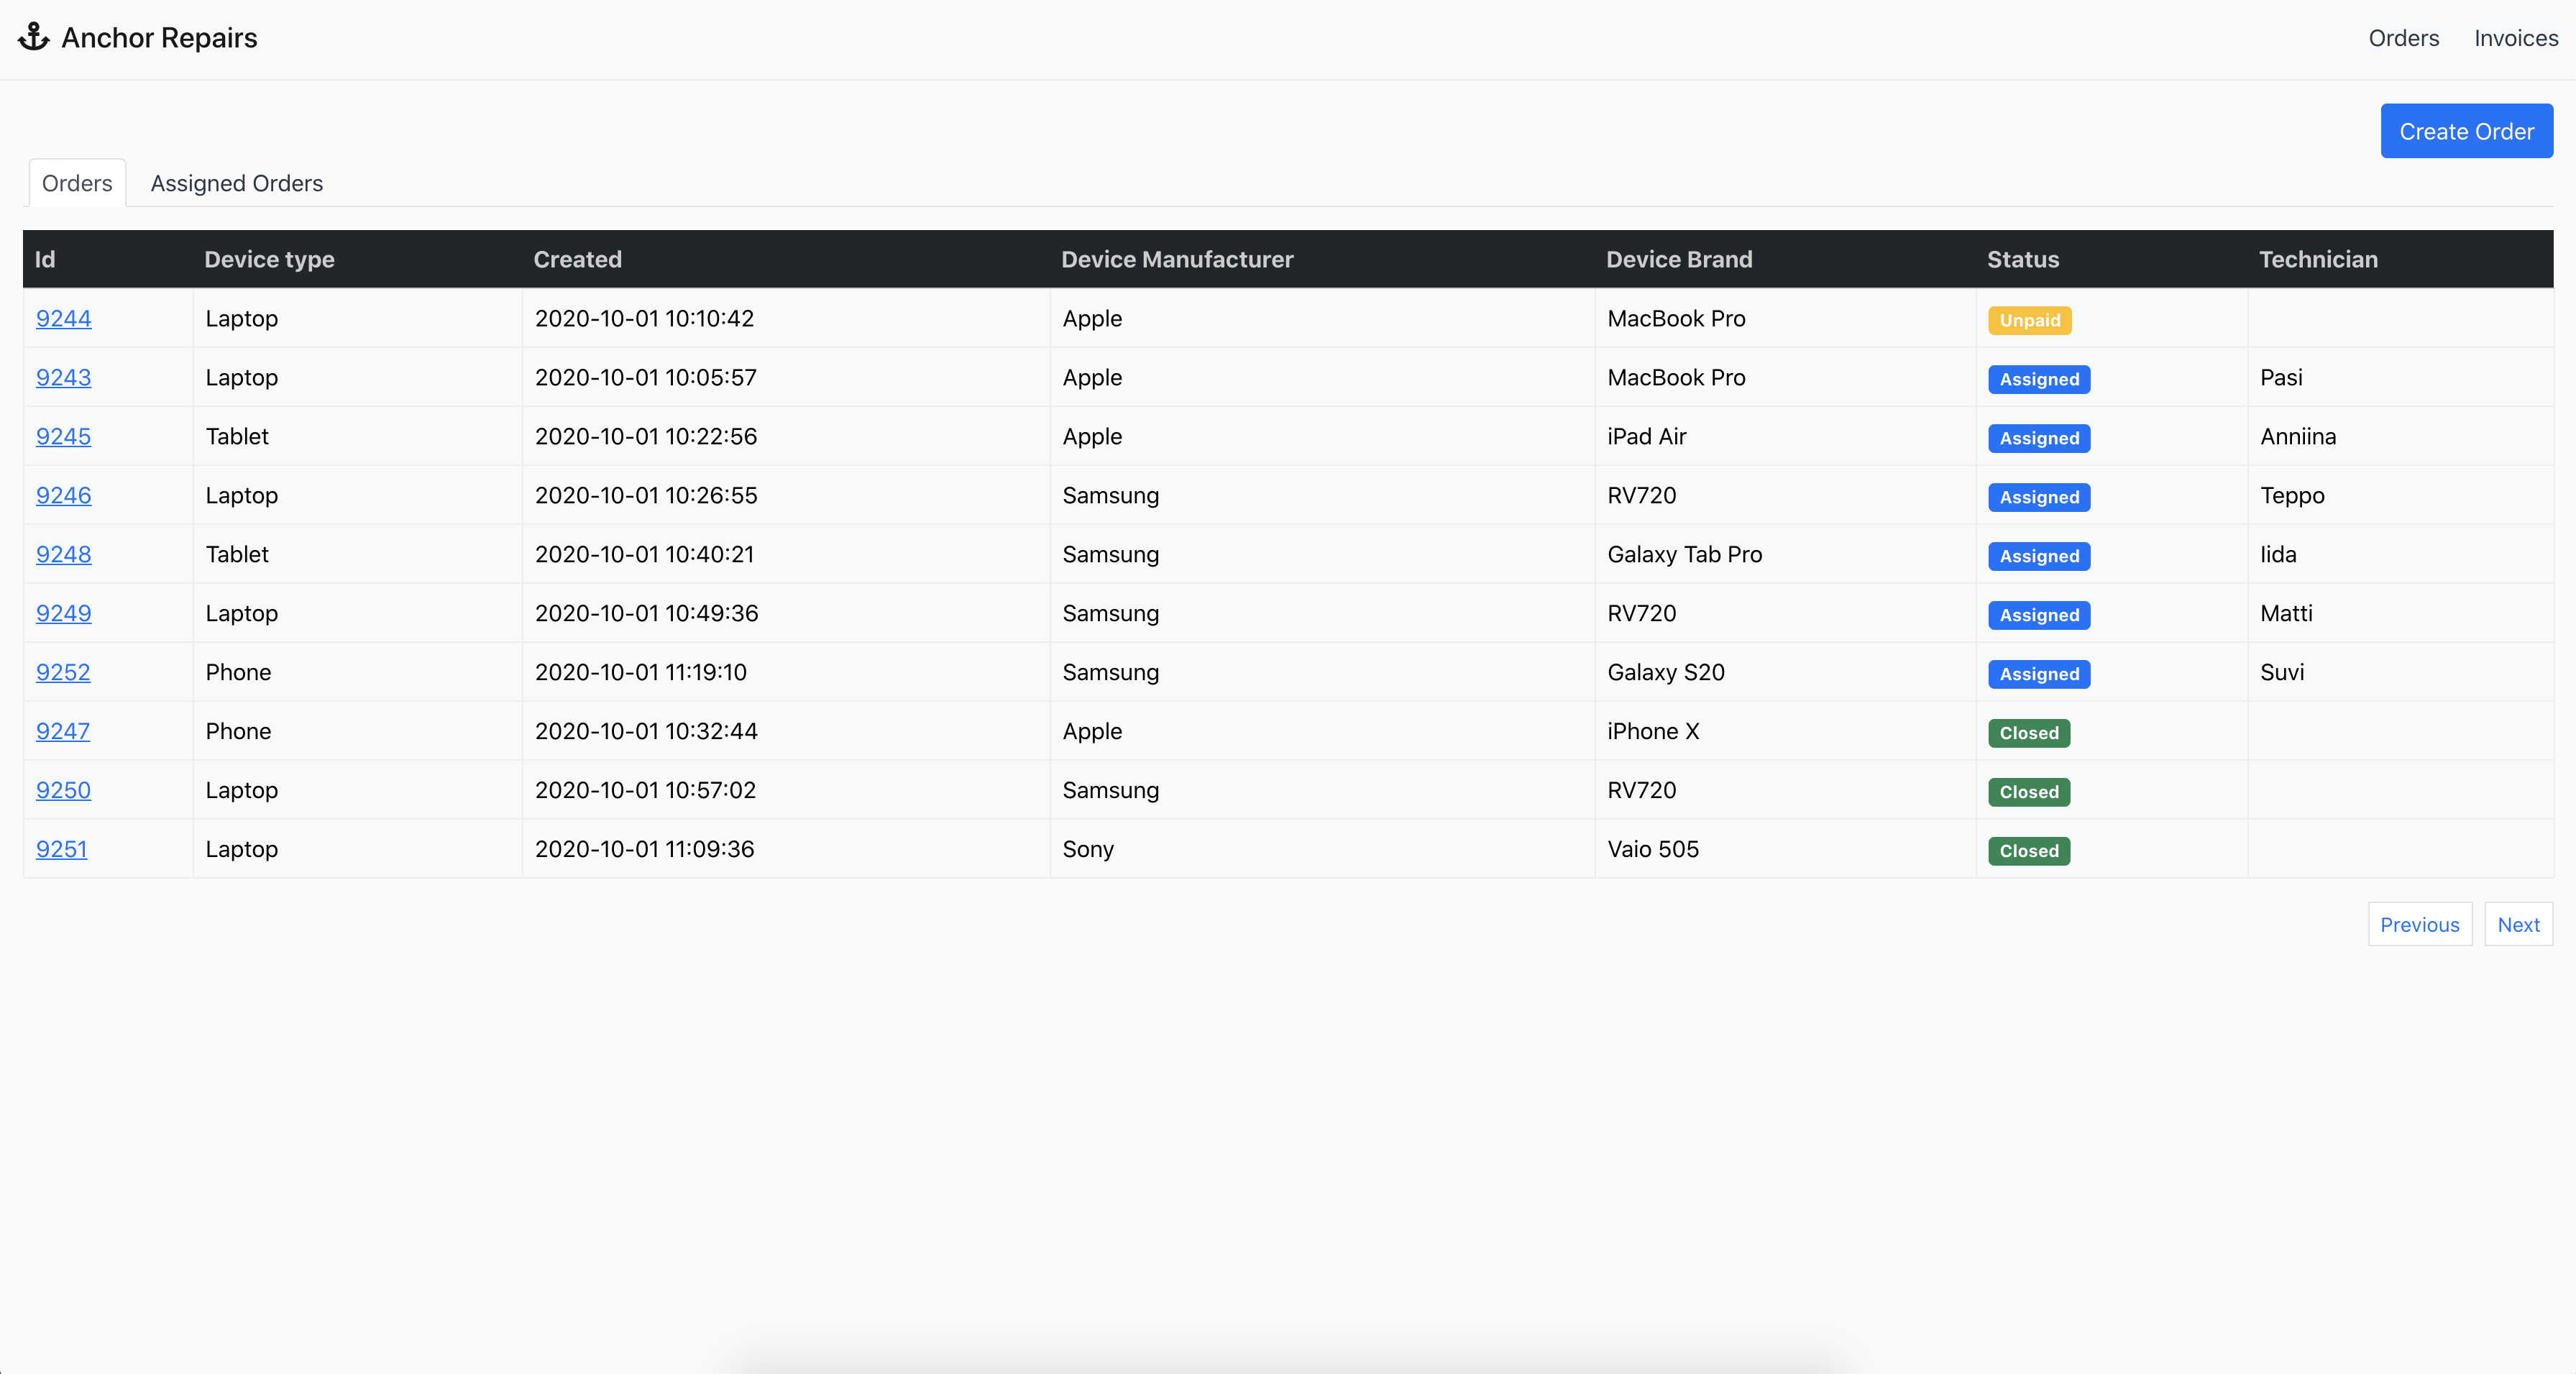 Anchor Repairs
Orders Invoices
Create Order
Orders Assigned Orders
Id Device type Created Device Manufacturer Device Brand Status Technician
9244 Laptop 2020-10-01 10:10:42 Apple MacBook Pro Unpaid
9243 Laptop 2020-10-01 10:05:57 Apple MacBook Pro Assigned Pasi
9245 Tablet 2020-10-01 10:22:56 Apple iPad Air Assigned Anniina
9246 Laptop 2020-10-01 10:26:55 Samsung RV720 Assigned Teppo
9248 Tablet 2020-10-01 10:40:21 Samsung Galaxy Tab Pro Assigned Iida
9249 Laptop 2020-10-01 10:49:36 Samsung RV720 Assigned Matti
9252 Phone 2020-10-01 11:19:10 Samsung Galaxy S20 Assigned Suvi
9247 Phone 2020-10-01 10:32:44 Apple iPhone X Closed
9250 Laptop 2020-10-01 10:57:02 Samsung RV720 Closed
9251 Laptop 2020-10-01 11:09:36 Sony Vaio 505 Closed
Previous Next